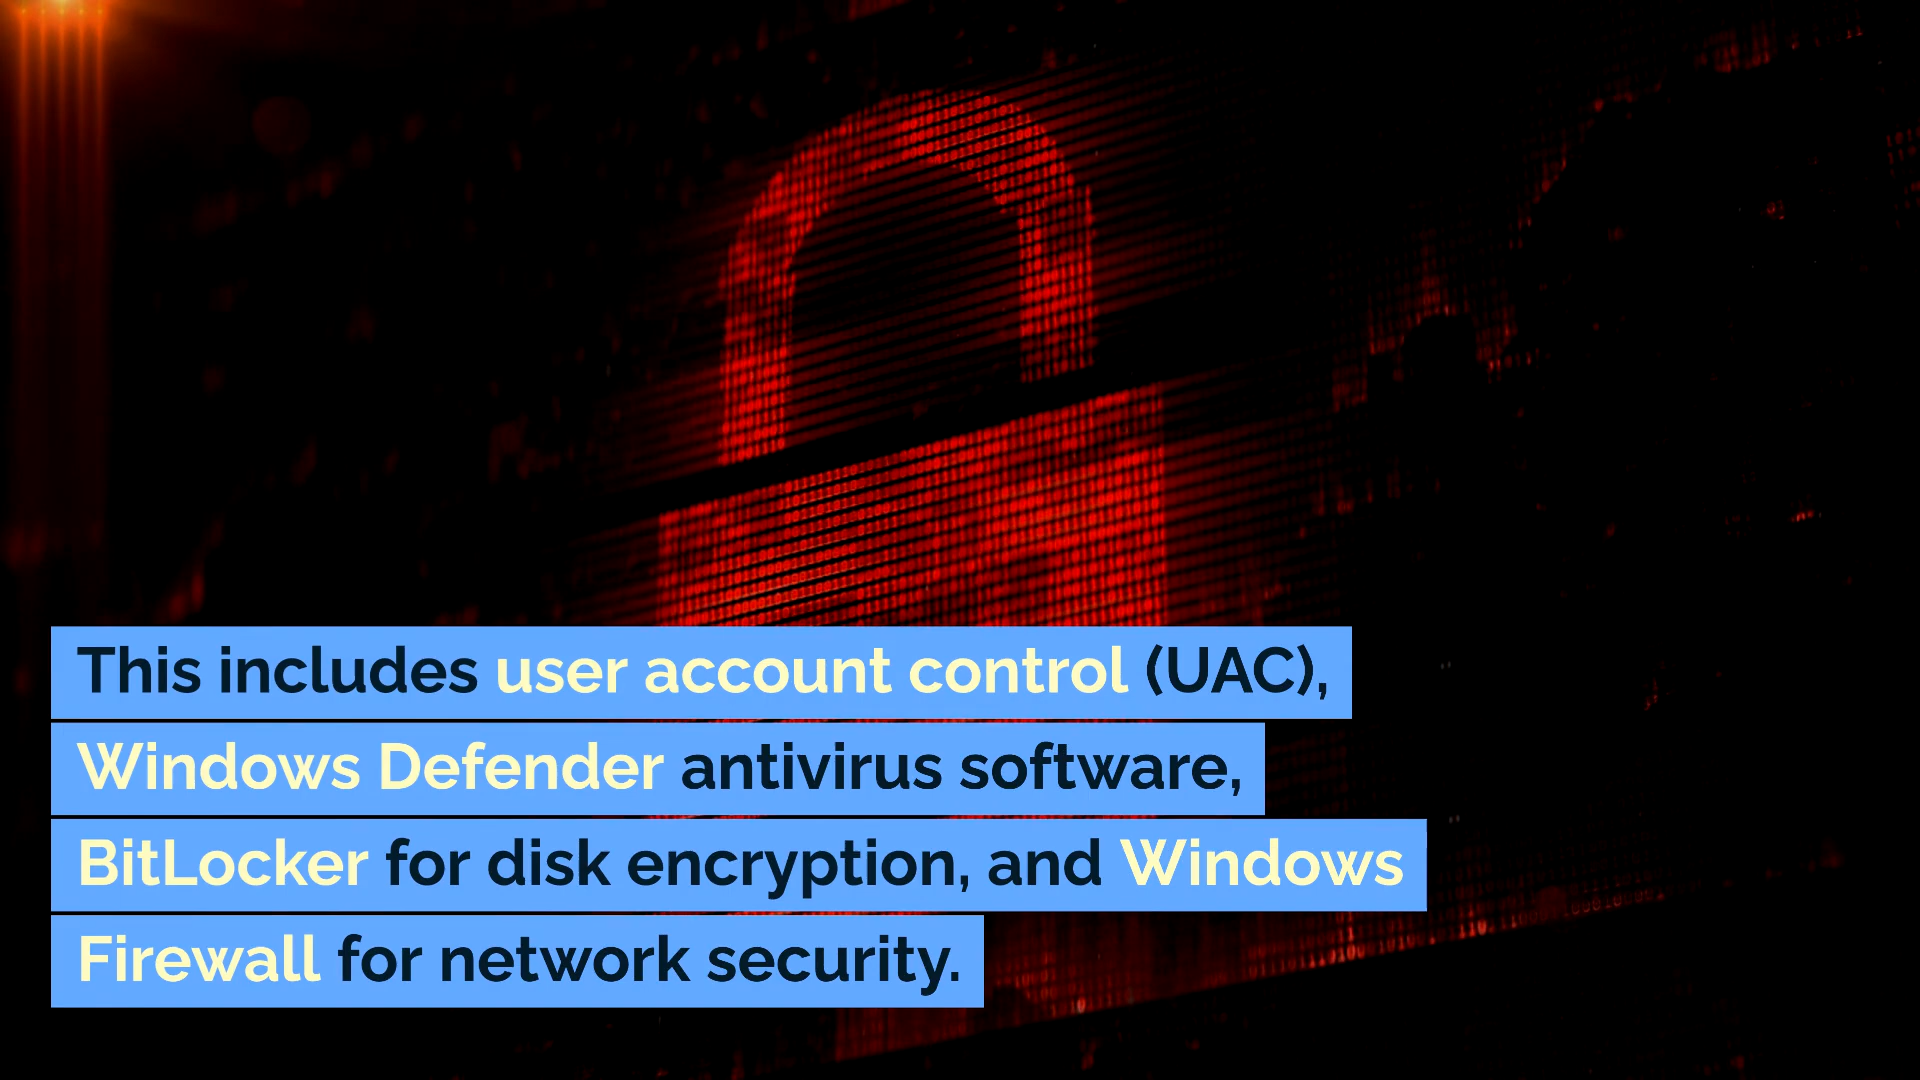 This includes user account control (UAC),
Windows Defender antivirus software,
BitLocker for disk encryption, and Windows
Firewall for network security.